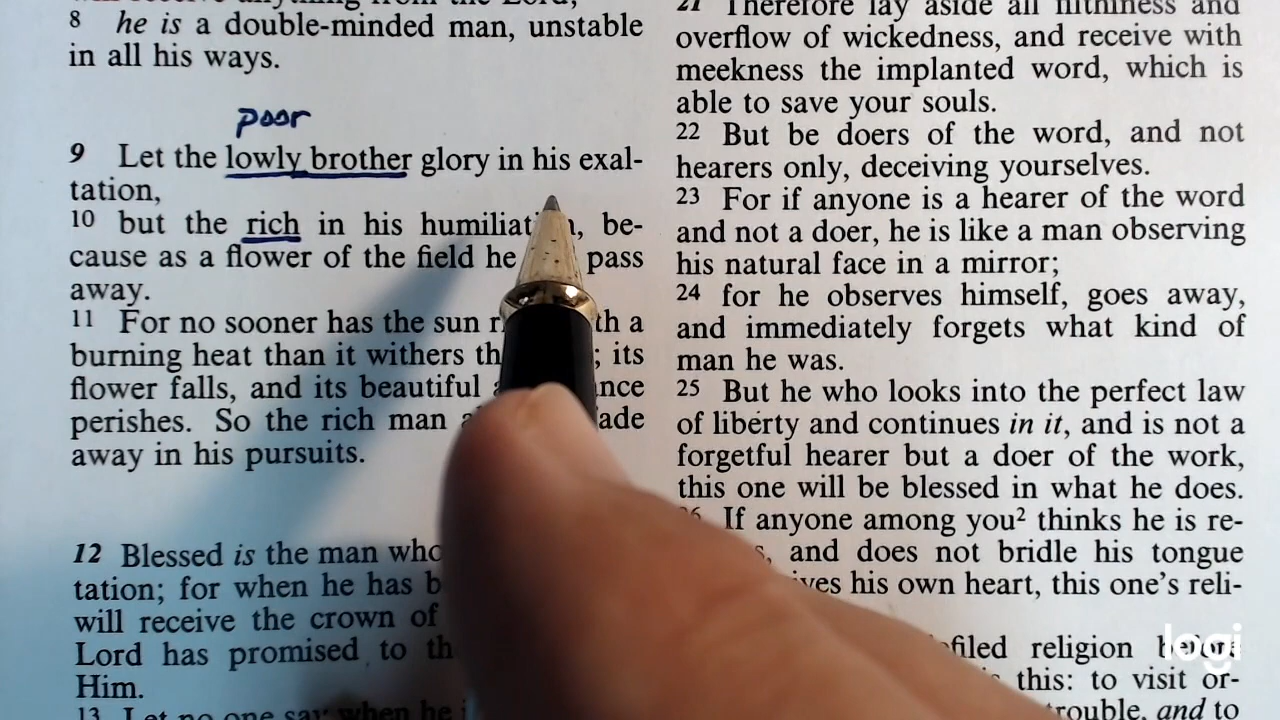 8 he is a double-minded man, unstable
in all his ways.
poor
9 Let the lowly brother glory in his exal-
tation,
10 but the rich in his be-
cause as a flower of the field he pass
away.
11 For no sooner has the sun a
burning heat than it withers its
flower falls, and its beautiful
perishes. So the rich man
away in his pursuits.
12 Blessed is the man who
tation; for when he has
will receive the crown of
Lord has promised to
Him.
13 Let no one say when he
21 Therefore lay aside all filthiness and
overflow of wickedness, and receive with
meekness the implanted word, which is
able to save your souls.
22 But be doers of the word, and not
hearers only, deceiving yourselves.
23 For if anyone is a hearer of the word
and not a doer, he is like a man observing
his natural face in a mirror;
24 for he observes himself, goes away,
and immediately forgets what kind of
man he was.
25 But he who looks into the perfect law
of liberty and continues in it, and is not a
forgetful hearer but a doer of the work,
this one will be blessed in what he does.
If anyone among you² thinks he is re-
and does not bridle his tongue
his own heart, this one's reli-
religion before
this: to visit or-
trouble, and to
logi